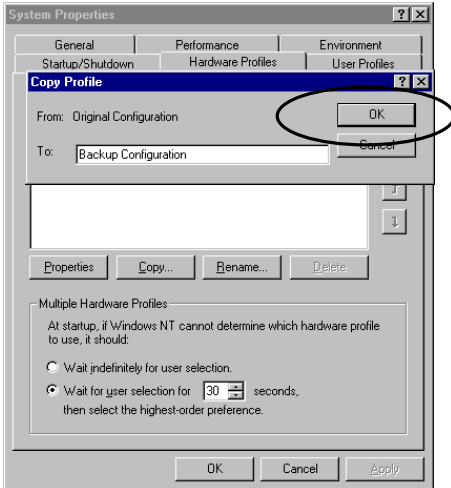 System Properties
General Performance Environment
Startup/Shutdown Hardware Profiles User Profiles
Copy Profile
From: Original Configuration OK
To: Backup Configuration Cancel
Properties Copy... Rename... Delete
Multiple Hardware Profiles
At startup, if Windows NT cannot determine which hardware profile
to use, it should:
Wait indefinitely for user selection.
Wait for user selection for 30 seconds,
then select the highest-order preference.
OK Cancel Apply